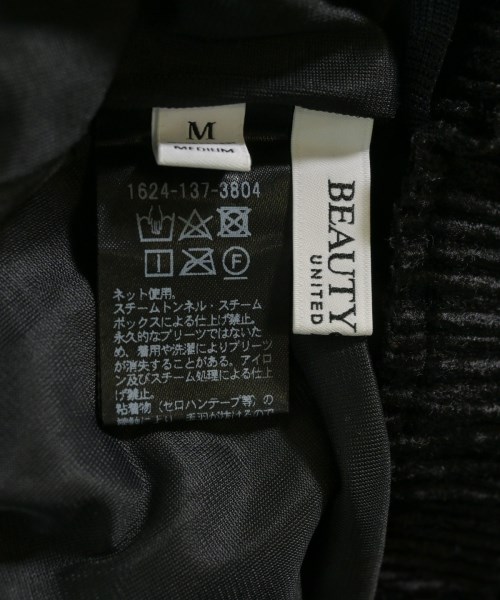 M
MEDIUM
BEAUTY
UNITED
1624-137-3804
F
ネット使用。
スチームトンネル・スチーム
ボックスによる仕上げ禁止。
永久的なプリーツではないた
め、着用や洗濯によりプリーツ
が消失することがある。アイロ
ン及びスチーム処理による仕上
げ禁止。
粘着物（セロハンテープ等）の